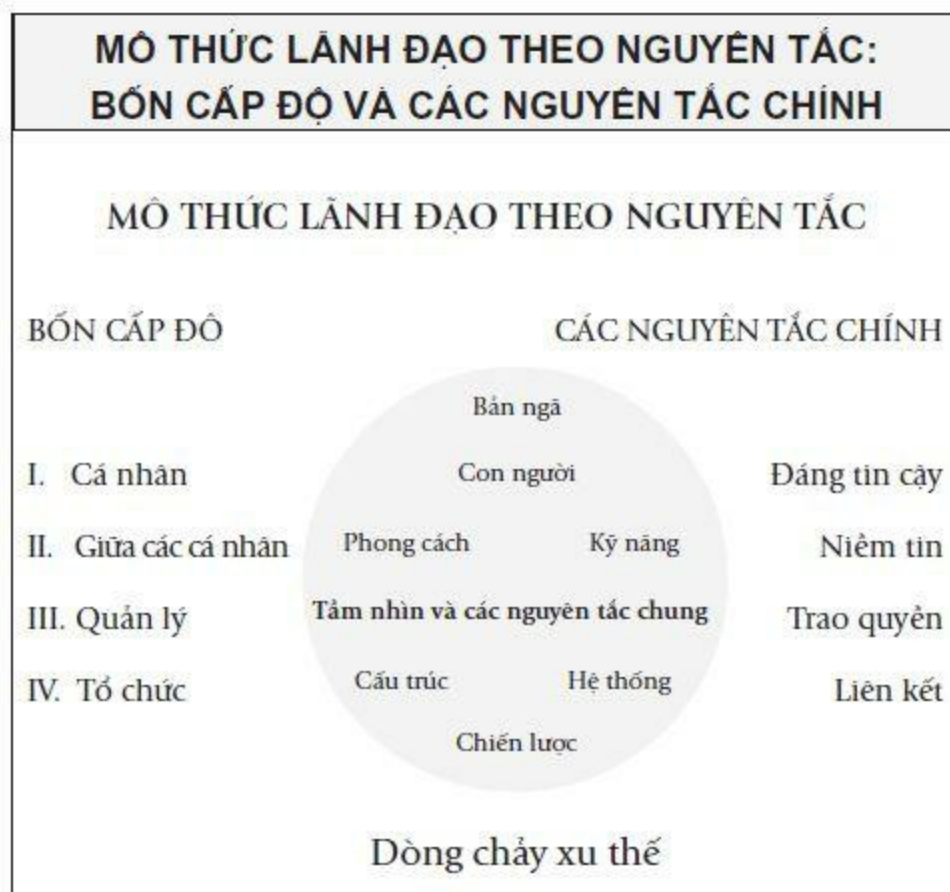 MÔ THỨC LÃNH ĐẠO THEO NGUYÊN TẮC:
BỐN CẤP ĐỘ VÀ CÁC NGUYÊN TẮC CHÍNH
MÔ THỨC LÃNH ĐẠO THEO NGUYÊN TẮC
BỐN CẤP ĐÔ CÁC NGUYÊN TẮC CHÍNH
Bản ngã
I. Cá nhân Con người Đáng tin cậy
II. Giữa các cá nhân Phong cách Kỹ năng Niềm tin
III. Quản lý Tầm nhìn và các nguyên tắc chung Trao quyền
IV. Tổ chức Cấu trúc Hệ thống Liên kết
Chiến lược
Dòng chảy xu thế